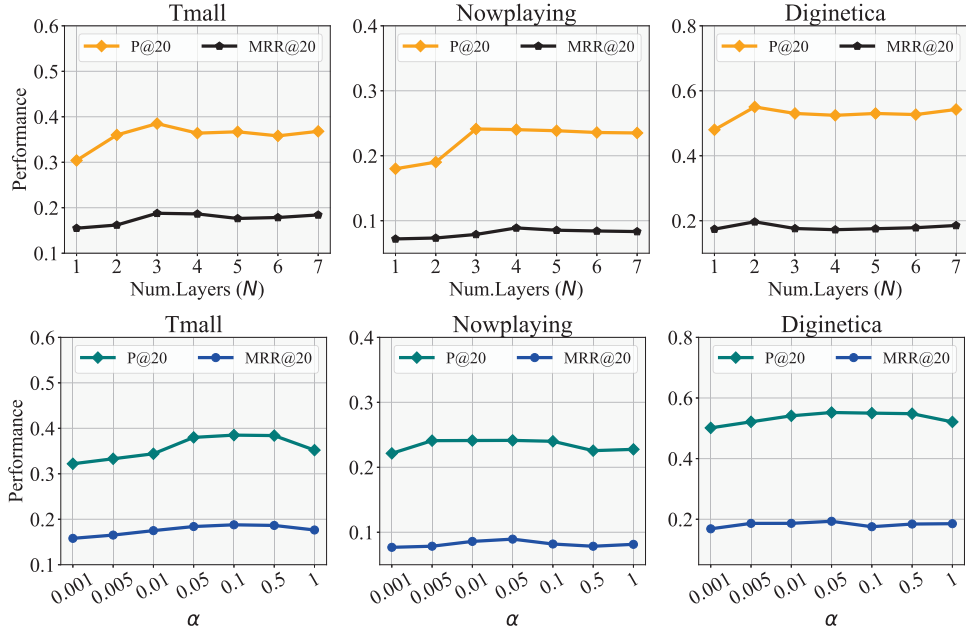 Tmall
Nowplaying
Diginetica
Performance
0.6
0.5
0.4
0.3
0.2
0.1
P@20 MRR@20
1 2 3 4 5 6 7
Num.Layers (N)
0.4
0.3
0.2
0.1
P@20 MRR@20
1 2 3 4 5 6 7
Num.Layers (N)
0.8
0.6
0.4
0.2
P@20 MRR@20
1 2 3 4 5 6 7
Num.Layers (N)
Tmall
Nowplaying
Diginetica
Performance
0.6
0.5
0.4
0.3
0.2
0.1
P@20 MRR@20
0.001 0.005 0.01 0.05 0.1 0.5 1
α
0.4
0.3
0.2
0.1
P@20 MRR@20
0.001 0.005 0.01 0.05 0.1 0.5 1
α
0.8
0.6
0.4
0.2
P@20 MRR@20
0.001 0.005 0.01 0.05 0.1 0.5 1
α